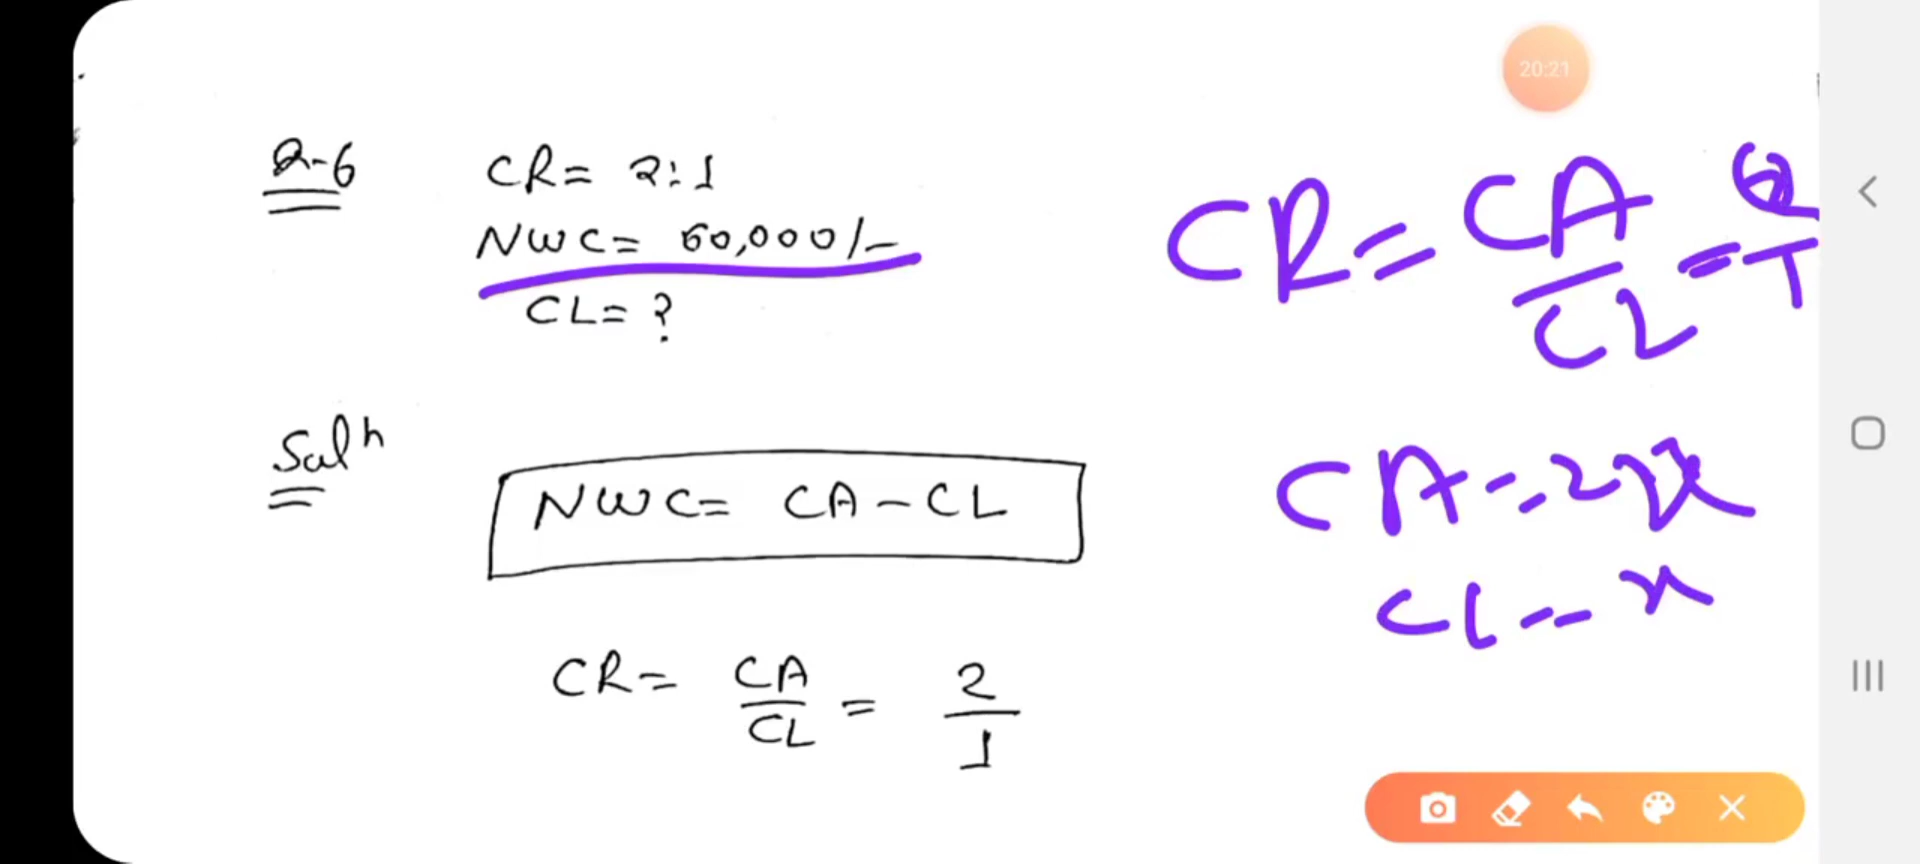 Q-6
CR = 2:1
NWC = 60,000/-
CL = ?
Solⁿ
NWC = CA - CL
CR = CA/CL = 2/1
20:21
CR = CA/CL = 2/1
CA = 2x
CL = x